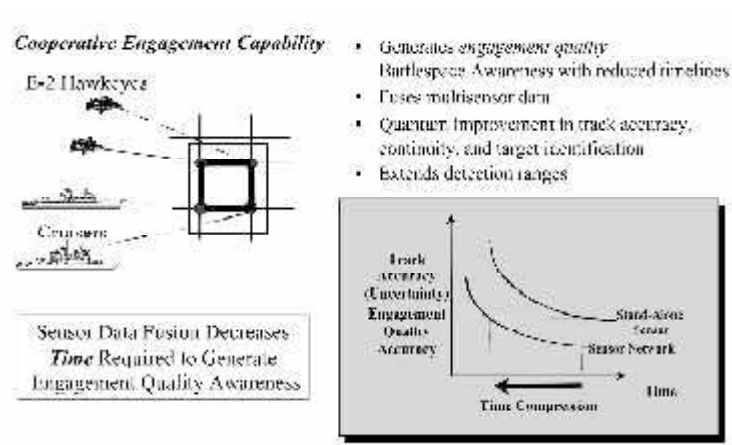 Cooperative Engagement Capability
E-2 Hawkeyes
Cruisers
Sensor Data Fusion Decreases
Time Required to Generate
Engagement Quality Awareness
• Generates engagement quality
Battlespace Awareness with reduced timelines
• Fuses multisensor data
• Quantum improvement in track accuracy,
continuity, and target identification
• Extends detection ranges
Track
Accuracy
(Uncertainty)
Engagement
Quality
Accuracy
Stand-Alone
Sensor
Sensor Network
Time
Time Compression